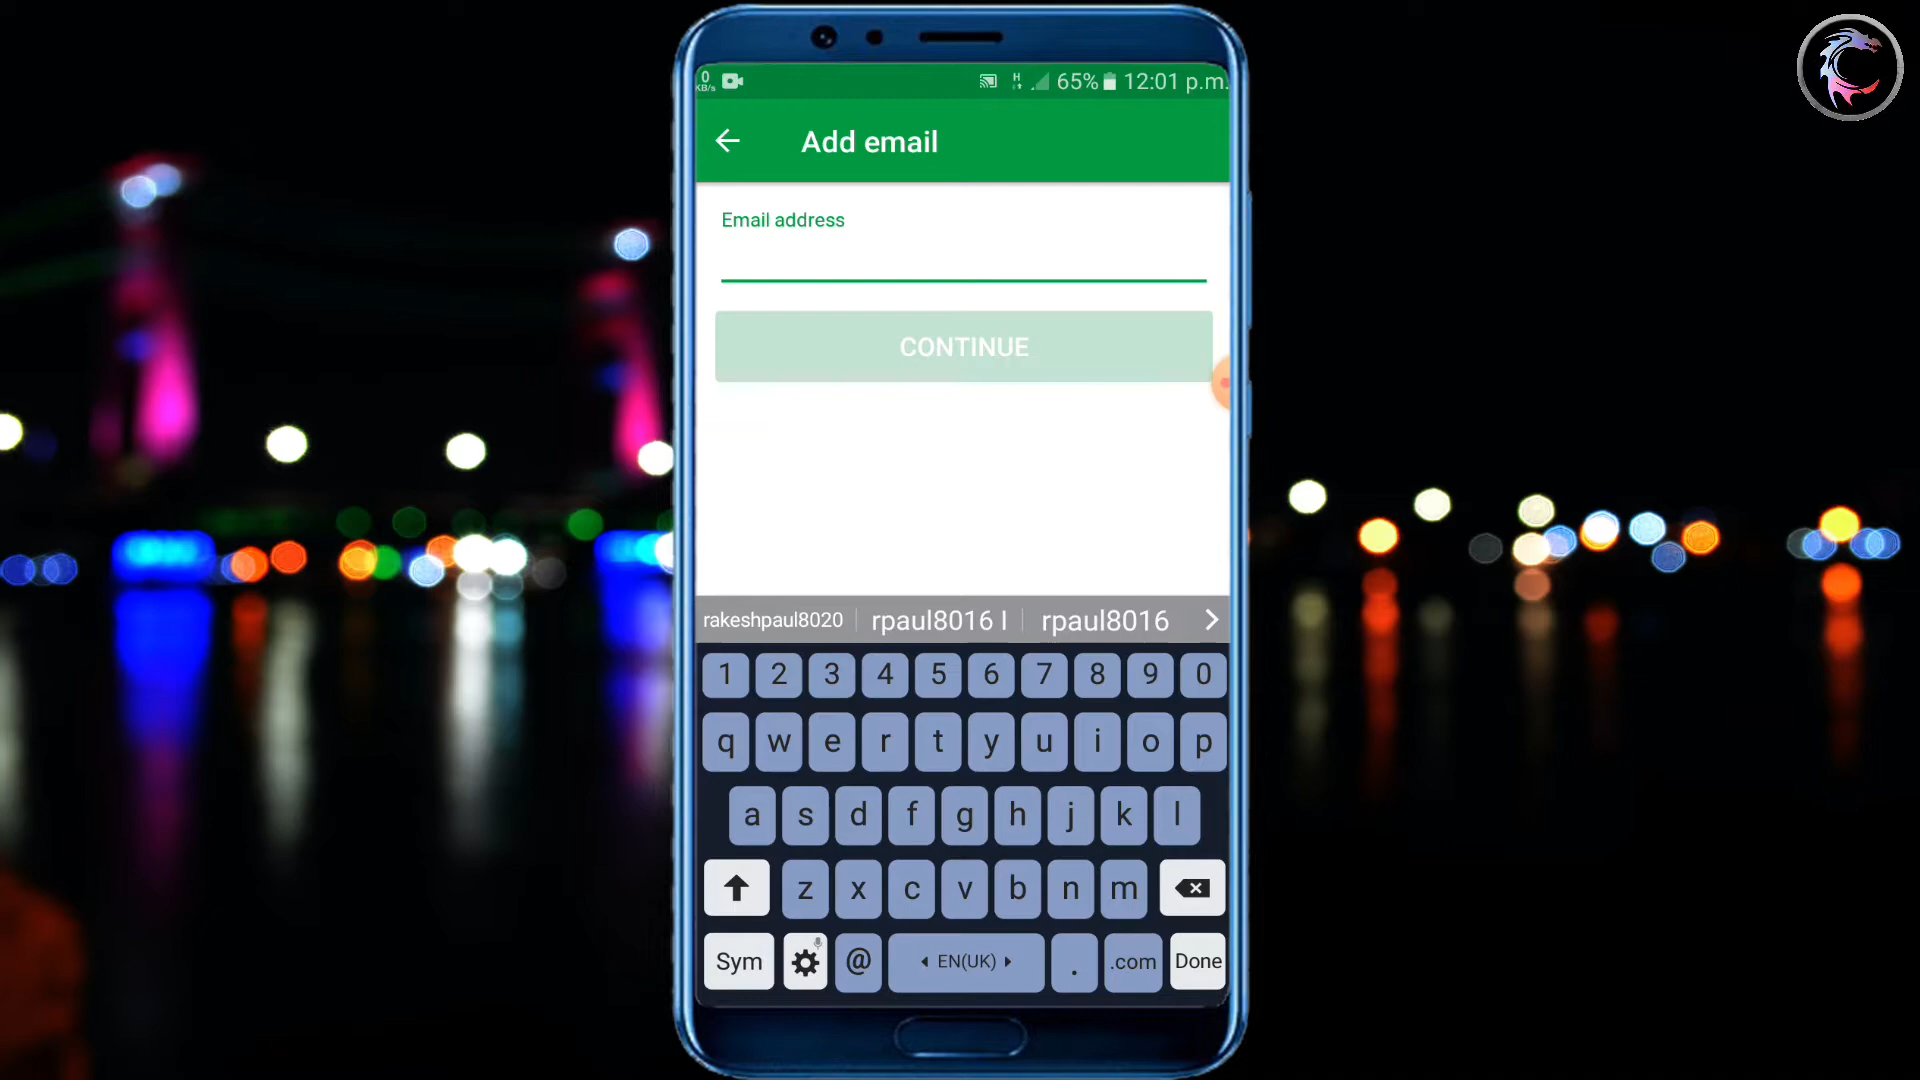 0
KB/s
H
65%
12:01 p.m.
Add email
Email address
CONTINUE
rakeshpaul8020
rpaul8016 l
rpaul8016
1 2 3 4 5 6 7 8 9 0
q w e r t y u i o p
a s d f g h j k l
z x c v b n m
Sym @ EN(UK) . .com Done